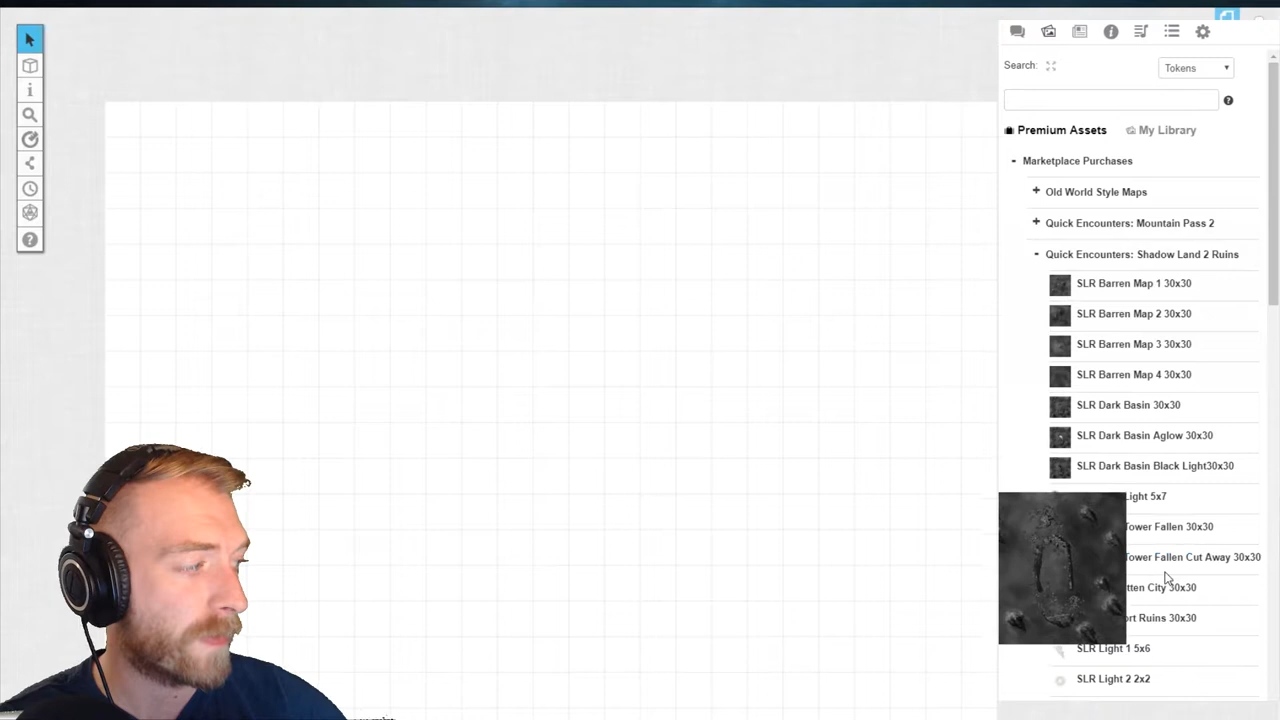 Search:
Tokens
Premium Assets
My Library
Marketplace Purchases
Old World Style Maps
Quick Encounters: Mountain Pass 2
Quick Encounters: Shadow Land 2 Ruins
SLR Barren Map 1 30x30
SLR Barren Map 2 30x30
SLR Barren Map 3 30x30
SLR Barren Map 4 30x30
SLR Dark Basin 30x30
SLR Dark Basin Aglow 30x30
SLR Dark Basin Black Light30x30
Light 5x7
Tower Fallen 30x30
Tower Fallen Cut Away 30x30
tten City 30x30
ort Ruins 30x30
SLR Light 1 5x6
SLR Light 2 2x2